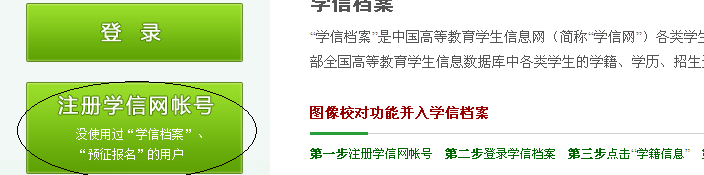 登 录
注册学信网帐号
没使用过“学信档案”、
“预征报名”的用户
学信档案
“学信档案”是中国高等教育学生信息网（简称“学信网”）各类学生
部全国高等教育学生信息数据库中各类学生的学籍、学历、招生
图像校对功能并入学信档案
第一步注册学信网帐号 第二步登录学信档案 第三步点击“学籍信息”